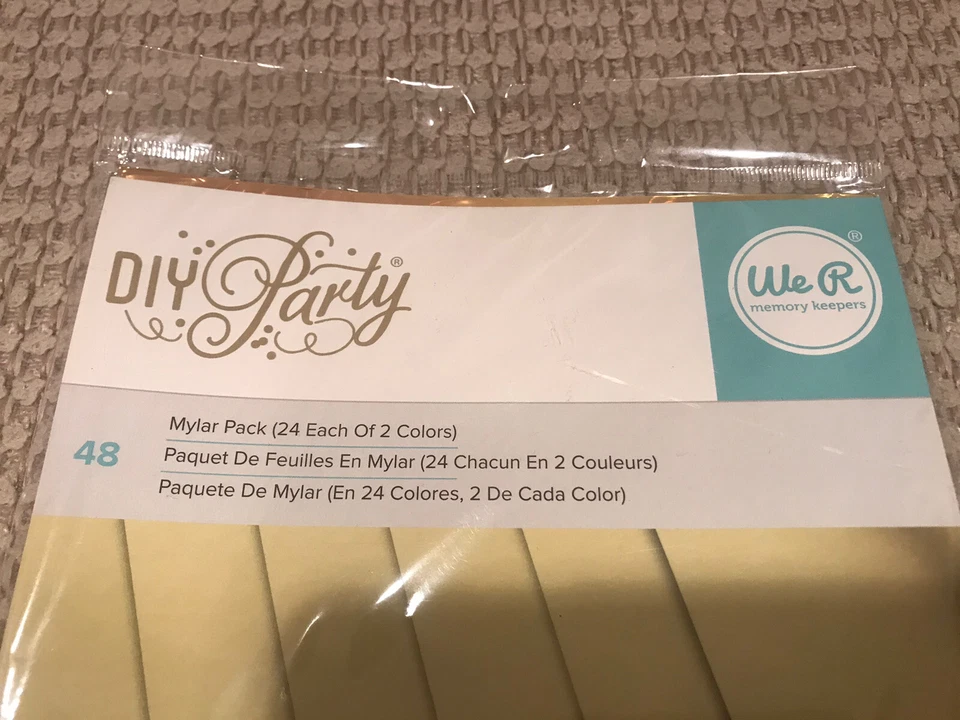 DIY Party®
We R®
memory keepers
48
Mylar Pack (24 Each Of 2 Colors)
Paquet De Feuilles En Mylar (24 Chacun En 2 Couleurs)
Paquete De Mylar (En 24 Colores, 2 De Cada Color)